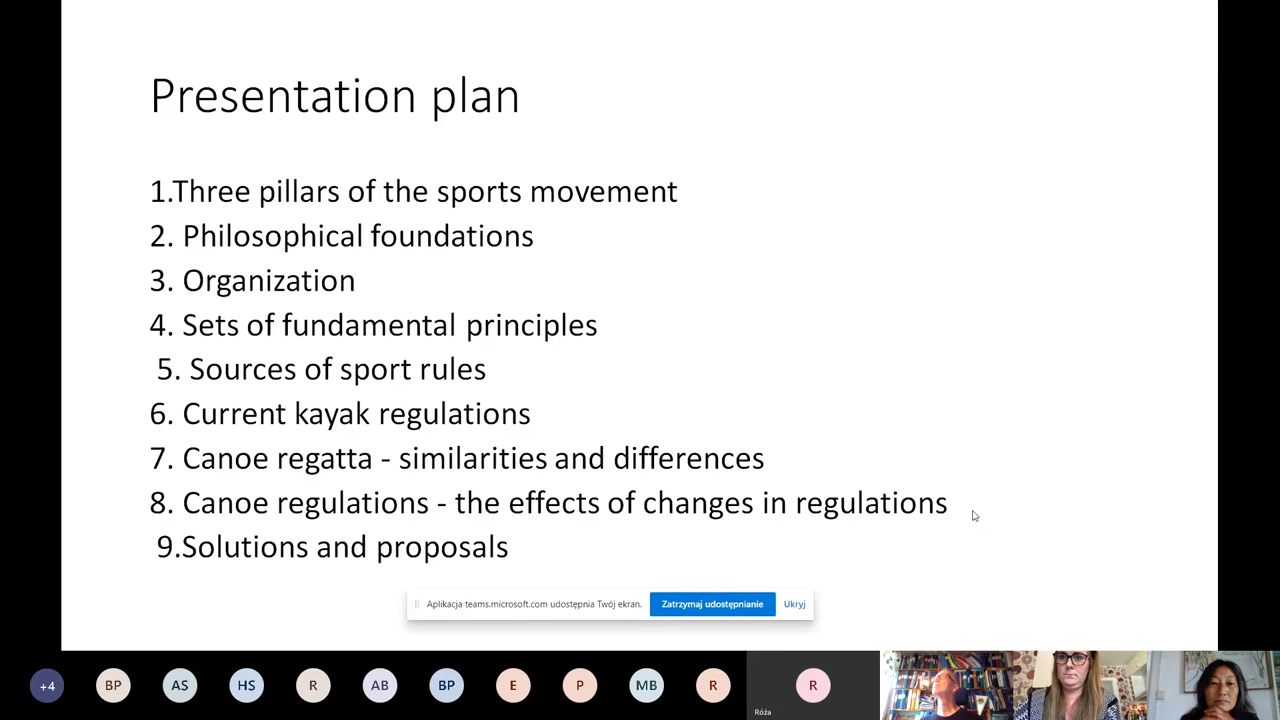 Presentation plan
1.Three pillars of the sports movement
2. Philosophical foundations
3. Organization
4. Sets of fundamental principles
5. Sources of sport rules
6. Current kayak regulations
7. Canoe regatta - similarities and differences
8. Canoe regulations - the effects of changes in regulations
9.Solutions and proposals
Aplikacja teams.microsoft.com udostępnia Twój ekran. Zatrzymaj udostępnianie Ukryj
+4 BP AS HS R AB BP E P MB R R
Róża